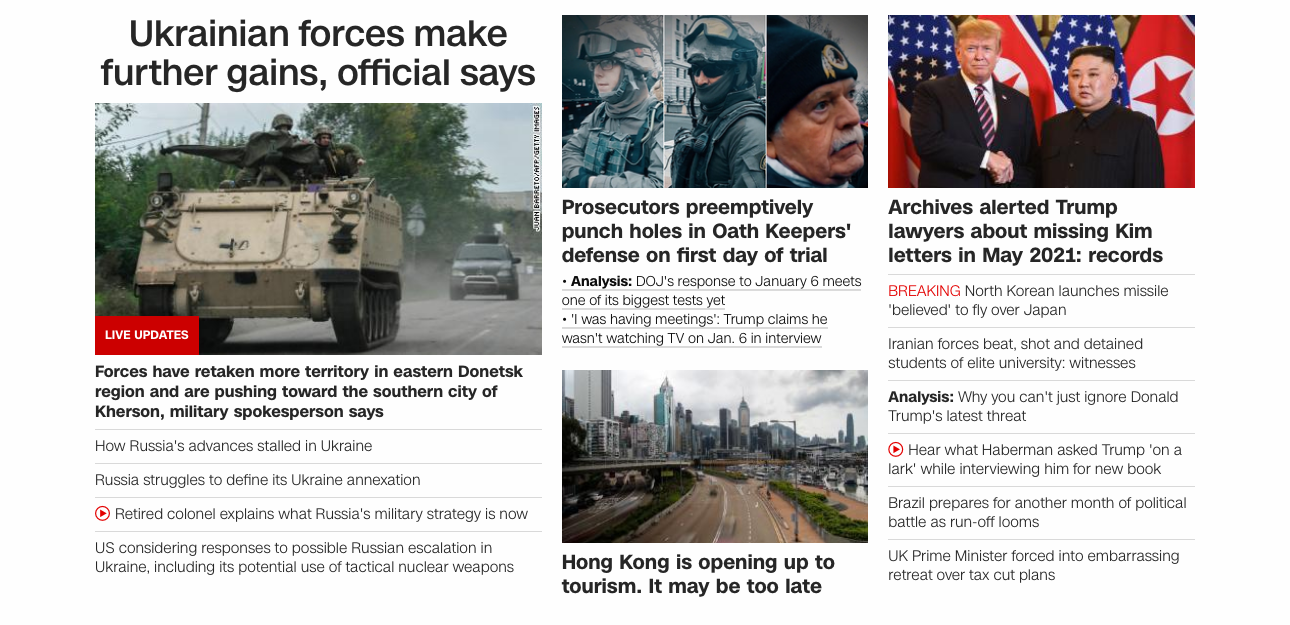 Ukrainian forces make
further gains, official says
JUAN BARRETO/AFP/GETTY IMAGES
LIVE UPDATES
Forces have retaken more territory in eastern Donetsk
region and are pushing toward the southern city of
Kherson, military spokesperson says
How Russia's advances stalled in Ukraine
Russia struggles to define its Ukraine annexation
Retired colonel explains what Russia's military strategy is now
US considering responses to possible Russian escalation in
Ukraine, including its potential use of tactical nuclear weapons
Prosecutors preemptively
punch holes in Oath Keepers'
defense on first day of trial
• Analysis: DOJ's response to January 6 meets
one of its biggest tests yet
• 'I was having meetings': Trump claims he
wasn't watching TV on Jan. 6 in interview
Hong Kong is opening up to
tourism. It may be too late
Archives alerted Trump
lawyers about missing Kim
letters in May 2021: records
BREAKING North Korean launches missile
'believed' to fly over Japan
Iranian forces beat, shot and detained
students of elite university: witnesses
Analysis: Why you can't just ignore Donald
Trump's latest threat
Hear what Haberman asked Trump 'on a
lark' while interviewing him for new book
Brazil prepares for another month of political
battle as run-off looms
UK Prime Minister forced into embarrassing
retreat over tax cut plans